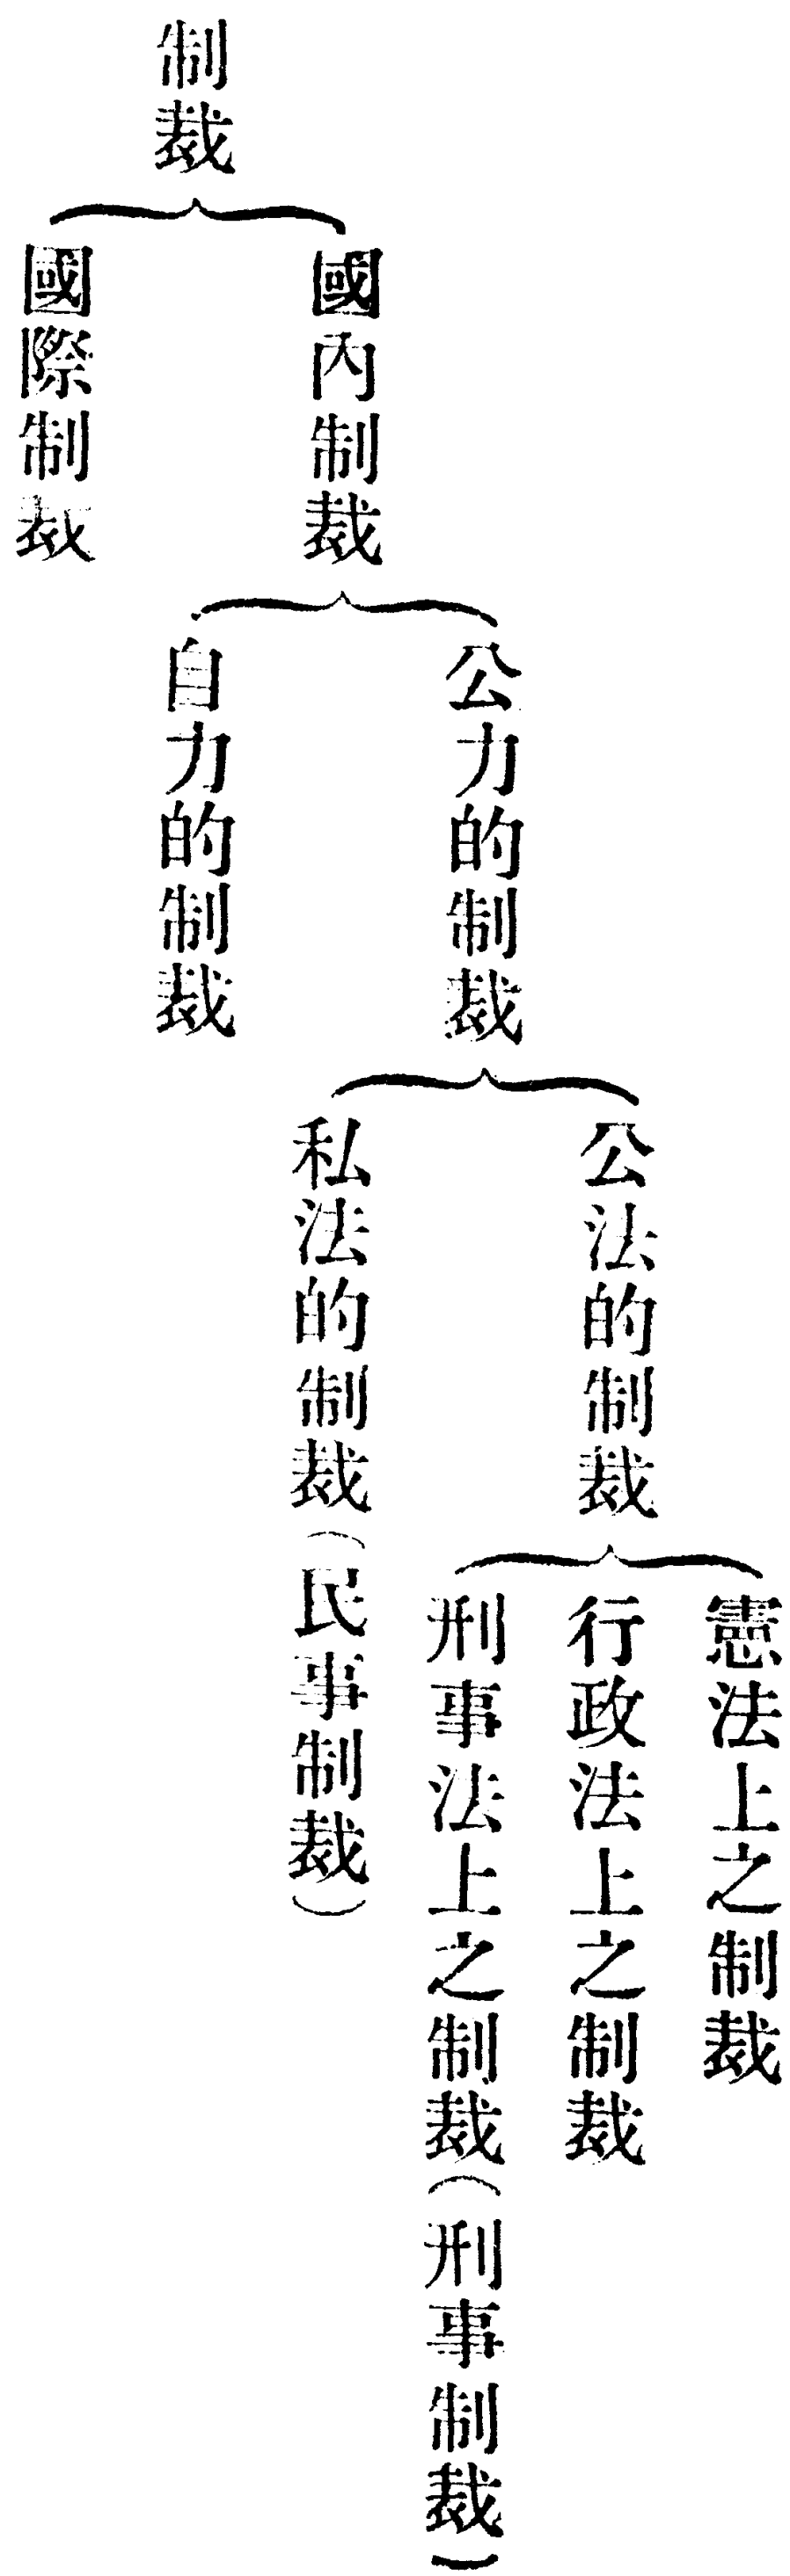 制裁
國內制裁
國際制裁
公力的制裁
自力的制裁
公法的制裁
私法的制裁(民事制裁)
憲法上之制裁
行政法上之制裁
刑事法上之制裁(刑事制裁)